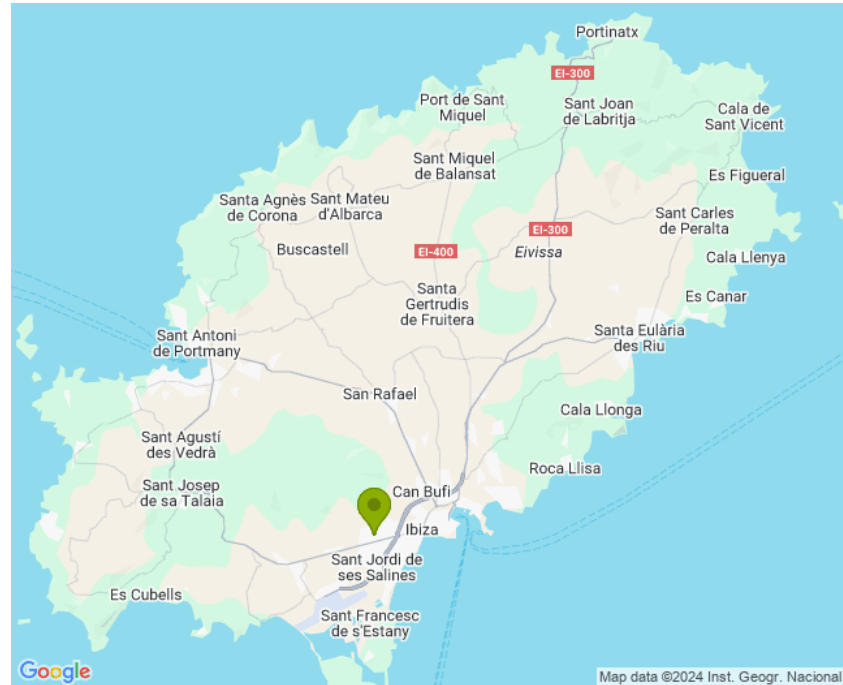 Portinatx
EI-300
Port de Sant
Miquel
Sant Joan
de Labritja
Cala de
Sant Vicent
Sant Miquel
de Balansat
Es Figueral
Santa Agnès
de Corona
Sant Mateu
d'Albarca
Sant Carles
de Peralta
EI-300
Buscastell
EI-400
Eivissa
Cala Llenya
Santa
Gertrudis
de Fruitera
Es Canar
Sant Antoni
de Portmany
Santa Eulària
des Riu
San Rafael
Cala Llonga
Sant Agustí
des Vedrà
Roca Llisa
Sant Josep
de sa Talaia
Can Bufi
Ibiza
Sant Jordi de
ses Salines
Es Cubells
Sant Francesc
de s'Estany
Google
Map data ©2024 Inst. Geogr. Nacional